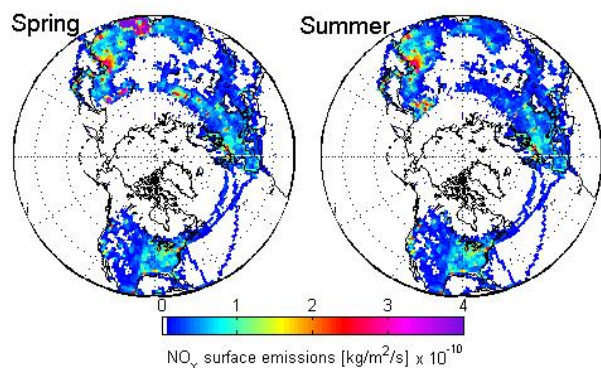 Spring
Summer
0 1 2 3 4
NOx surface emissions [kg/m²/s] x 10⁻¹⁰